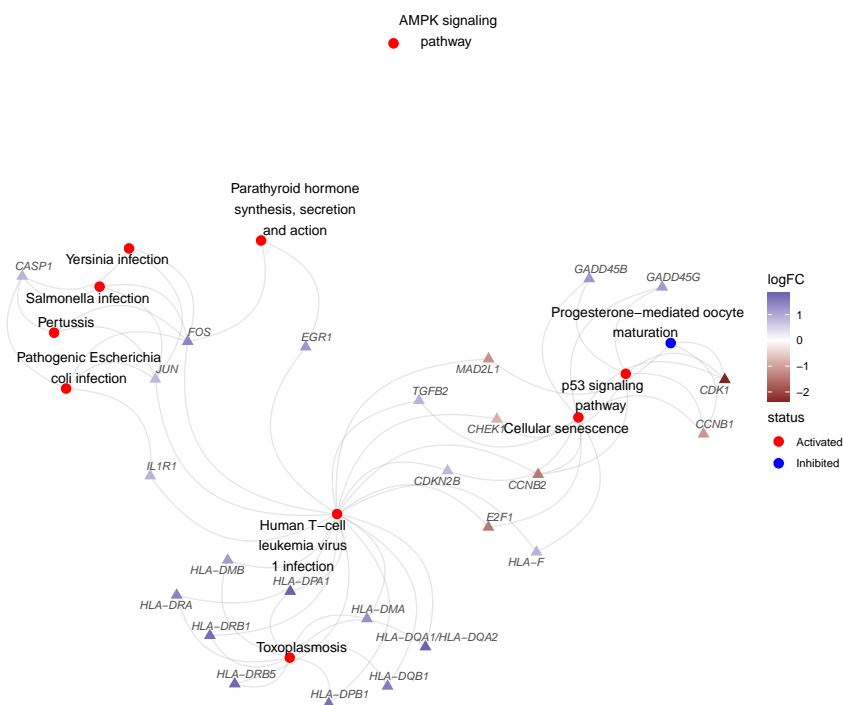 AMPK signaling
pathway
Parathyroid hormone
synthesis, secretion
and action
Yersinia infection
CASP1
Salmonella infection
Pertussis
FOS
Pathogenic Escherichia
coli infection
JUN
EGR1
IL1R1
GADD45B
GADD45G
Progesterone−mediated oocyte
maturation
MAD2L1
p53 signaling
pathway
CDK1
TGFB2
CHEK1
Cellular senescence
CCNB1
CDKN2B
CCNB2
E2F1
HLA−F
Human T−cell
leukemia virus
1 infection
HLA−DMB
HLA−DPA1
HLA−DRA
HLA−DMA
HLA−DRB1
HLA−DQA1/HLA−DQA2
Toxoplasmosis
HLA−DRB5
HLA−DQB1
HLA−DPB1
logFC
1
0
−1
−2
status
Activated
Inhibited